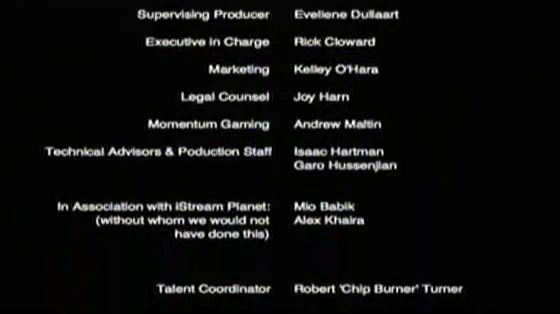 Supervising Producer Eveliene Dullaart
Executive in Charge Rick Cloward
Marketing Kelley O'Hara
Legal Counsel Joy Harn
Momentum Gaming Andrew Maltin
Technical Advisors & Poduction Staff Isaac Hartman
Garo Hussenjian
In Association with iStream Planet: Mio Babik
(without whom we would not Alex Khaira
have done this)
Talent Coordinator Robert 'Chip Burner' Turner